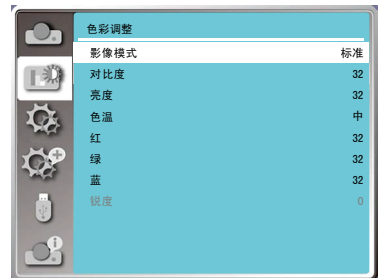 色彩调整
影像模式 标准
对比度 32
亮度 32
色温 中
红 32
绿 32
蓝 32
锐度 0